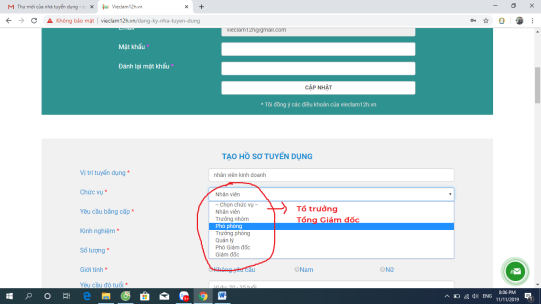 Thư mới của nhà tuyển dụng -
Vieclam12h.vn
Không bảo mật | vieclam12h.vn/dang-ky-nha-tuyen-dung
Email
vieclam12h@gmail.com
Mật khẩu *
Đánh lại mật khẩu *
CẬP NHẬT
* Tôi đồng ý các điều khoản của vieclam12h.vn
TẠO HỒ SƠ TUYỂN DỤNG
Vị trí tuyển dụng *
nhân viên kinh doanh
Chức vụ *
Nhân viên
-- Chọn chức vụ --
Tổ trưởng
Yêu cầu bằng cấp *
Nhân viên
Trưởng nhóm
Tổng Giám đốc
Phó phòng
Kinh nghiệm *
Trưởng phòng
Quản lý
Số lượng *
Phó Giám đốc
Giám đốc
Giới tính *
Không yêu cầu
Nam
Nữ
Yêu cầu độ tuổi *
8:06 PM
ENG
11/11/2019